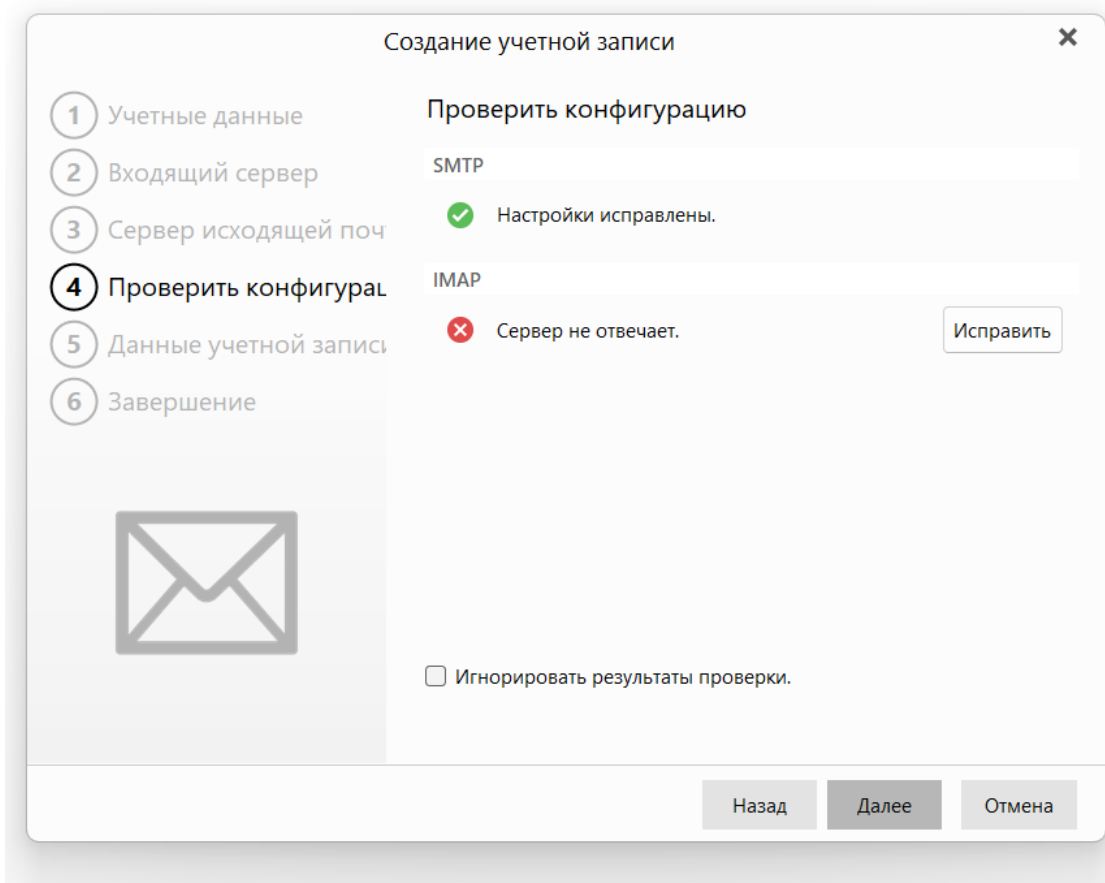 Создание учетной записи
1 Учетные данные
2 Входящий сервер
3 Сервер исходящей поч
4 Проверить конфигурац
5 Данные учетной записи
6 Завершение
Проверить конфигурацию
SMTP
Настройки исправлены.
IMAP
Сервер не отвечает.
Исправить
Игнорировать результаты проверки.
Назад
Далее
Отмена